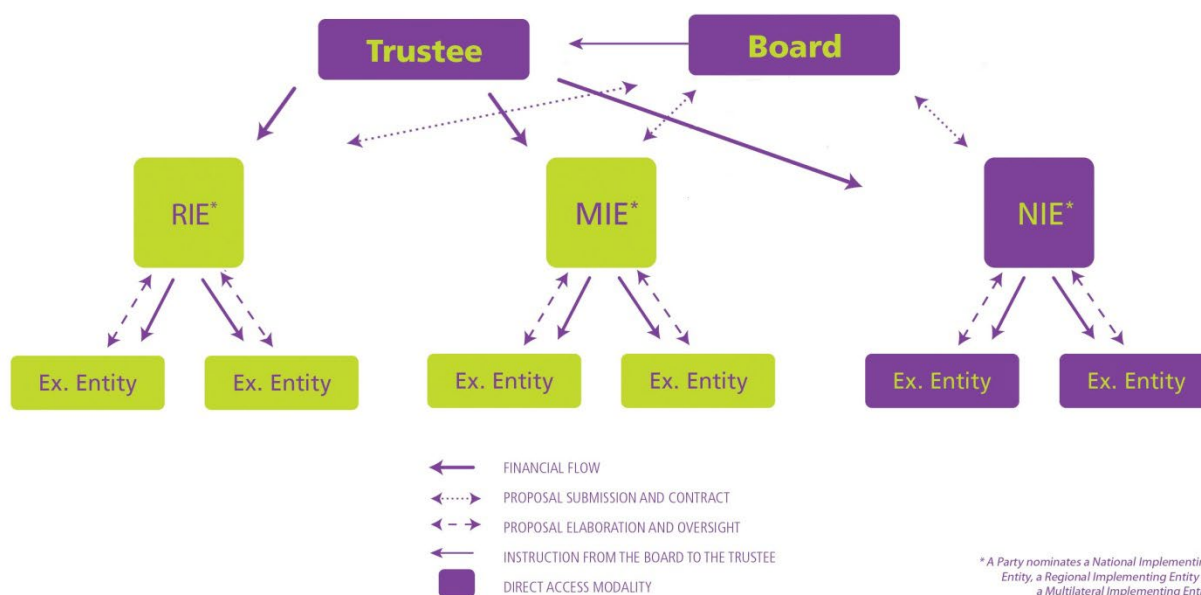 Trustee
Board
RIE*
MIE*
NIE*
Ex. Entity
Ex. Entity
Ex. Entity
Ex. Entity
Ex. Entity
Ex. Entity
FINANCIAL FLOW
PROPOSAL SUBMISSION AND CONTRACT
PROPOSAL ELABORATION AND OVERSIGHT
INSTRUCTION FROM THE BOARD TO THE TRUSTEE
DIRECT ACCESS MODALITY
* A Party nominates a National Implementin
Entity, a Regional Implementing Entity
a Multilateral Implementing Enti